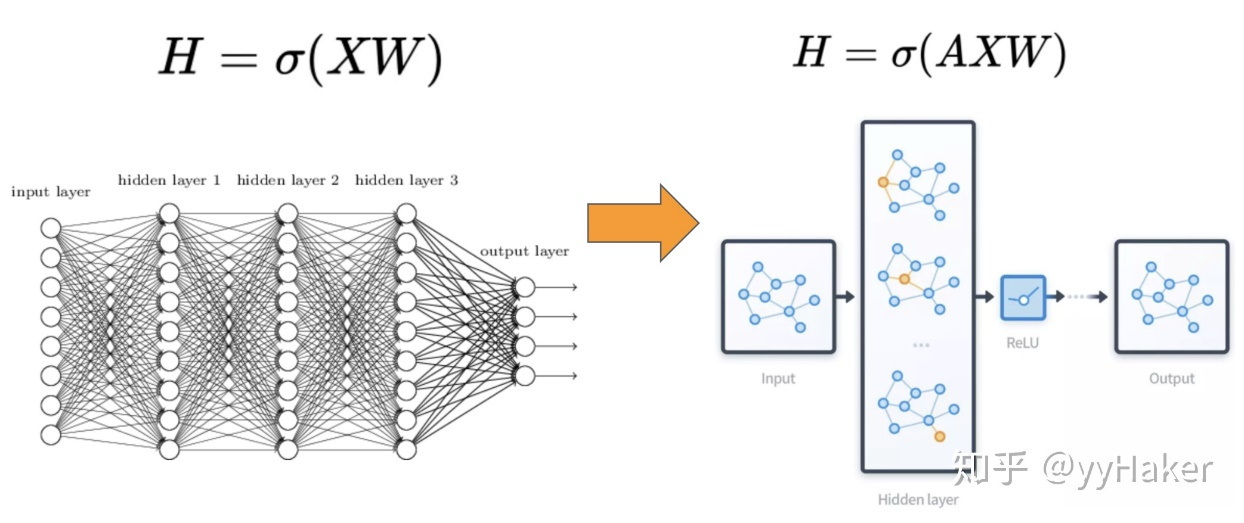 H = σ(XW)
H = σ(AXW)
input layer
hidden layer 1
hidden layer 2
hidden layer 3
output layer
Input
...
ReLU
Output
Hidden layer
知乎 @yyHaker